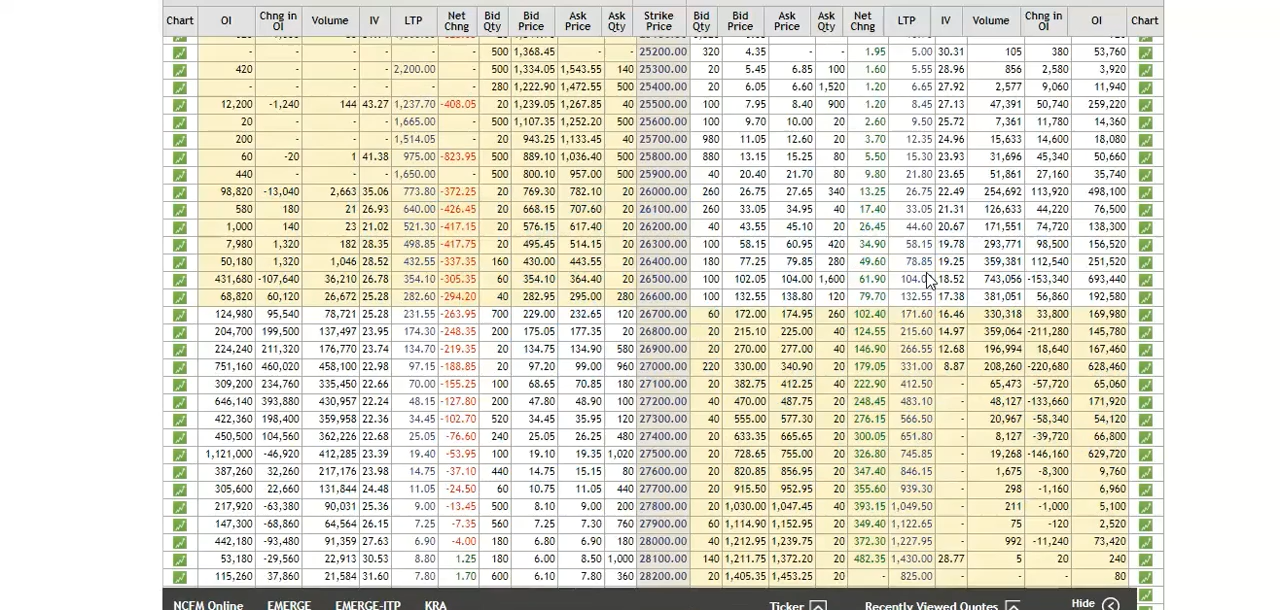 Chart OI Chng in OI Volume IV LTP Net Chng Bid Qty Bid Price Ask Price Ask Qty Strike Price Bid Qty Bid Price Ask Price Ask Qty Net Chng LTP IV Volume Chng in OI OI Chart
- - - - - - 500 1,368.45 - - 25200.00 320 4.35 - - 1.95 5.00 30.31 105 380 53,760
420 - - - 2,200.00 - 500 1,334.05 1,543.55 140 25300.00 20 5.45 6.85 100 1.60 5.55 28.96 856 2,580 3,920
- - - - - - 280 1,222.90 1,472.55 500 25400.00 20 6.05 6.60 1,520 1.20 6.65 27.92 2,577 9,060 11,940
12,200 -1,240 144 43.27 1,237.70 -408.05 20 1,239.05 1,267.85 40 25500.00 100 7.95 8.40 900 1.20 8.45 27.13 47,391 50,740 259,220
20 - - - 1,665.00 - 500 1,107.35 1,252.20 500 25600.00 100 9.70 10.00 20 2.60 9.50 25.72 7,361 11,780 14,360
200 - - - 1,514.05 - 20 943.25 1,133.45 40 25700.00 980 11.05 12.60 20 3.70 12.35 24.96 15,633 14,600 18,080
60 -20 1 41.38 975.00 -823.95 500 889.10 1,036.40 500 25800.00 880 13.15 15.25 80 5.50 15.30 23.93 31,696 45,340 50,660
440 - - - 1,650.00 - 500 800.10 957.00 500 25900.00 40 20.40 21.70 80 9.80 21.80 23.65 51,861 27,160 35,740
98,820 -13,040 2,663 35.06 773.80 -372.25 20 769.30 782.10 20 26000.00 260 26.75 27.65 340 13.25 26.75 22.49 254,692 113,920 498,100
580 180 21 26.93 640.00 -426.45 20 668.15 707.60 20 26100.00 260 33.05 34.95 40 17.40 33.05 21.31 126,633 44,220 76,500
1,000 140 23 21.02 521.30 -417.15 20 576.15 617.40 20 26200.00 40 43.55 45.10 20 26.45 44.60 20.67 171,551 74,720 138,300
7,980 1,320 182 28.35 498.85 -417.75 20 495.45 514.15 20 26300.00 100 58.15 60.95 420 34.90 58.15 19.78 293,771 98,500 156,520
50,180 1,320 1,046 28.52 432.55 -337.35 160 430.00 443.55 20 26400.00 180 77.25 79.85 280 49.60 78.85 19.25 359,381 112,540 251,520
431,680 -107,640 36,210 26.78 354.10 -305.35 60 354.10 364.40 20 26500.00 100 102.05 104.00 1,600 61.90 104.0 18.52 743,056 -153,340 693,440
68,820 60,120 26,672 25.28 282.60 -294.20 40 282.95 295.00 280 26600.00 100 132.55 138.80 120 79.70 132.55 17.38 381,051 56,860 192,580
124,980 95,540 78,721 25.28 231.55 -263.95 700 229.00 232.65 120 26700.00 60 172.00 174.95 260 102.40 171.60 16.46 330,318 33,800 169,980
204,700 199,500 137,497 23.95 174.30 -248.35 200 175.05 177.35 20 26800.00 20 215.10 225.00 40 124.55 215.60 14.97 359,064 -211,280 145,780
224,240 211,320 176,770 23.74 134.70 -219.35 20 134.75 134.90 580 26900.00 20 270.00 277.00 40 146.90 266.55 12.68 196,994 18,640 167,460
751,160 460,020 458,100 22.98 97.15 -188.85 20 97.20 99.00 960 27000.00 220 330.00 340.90 20 179.05 331.00 8.87 208,260 -220,680 628,460
309,200 234,760 335,450 22.66 70.00 -155.25 100 68.65 70.85 180 27100.00 20 382.75 412.25 40 222.90 412.50 - 65,473 -57,720 65,060
646,140 393,880 430,957 22.24 48.15 -127.80 200 47.80 48.90 100 27200.00 40 470.00 487.75 20 248.45 483.10 - 48,127 -133,660 171,920
422,360 198,400 359,958 22.36 34.45 -102.70 520 34.45 35.95 120 27300.00 40 555.00 577.30 20 276.15 566.50 - 20,967 -58,340 54,120
450,500 104,560 362,226 22.68 25.05 -76.60 240 25.05 26.25 480 27400.00 20 633.35 665.65 20 300.05 651.80 - 8,127 -39,720 66,800
1,121,000 -46,920 412,285 23.39 19.40 -53.95 100 19.10 19.35 1,020 27500.00 20 728.65 755.00 20 326.80 745.85 - 19,268 -146,160 629,720
387,260 32,260 217,176 23.98 14.75 -37.10 440 14.75 15.15 80 27600.00 20 820.85 856.95 20 347.40 846.15 - 1,675 -8,300 9,760
305,600 22,660 131,844 24.48 11.05 -24.50 60 10.75 11.05 440 27700.00 20 915.50 952.95 20 355.60 939.30 - 298 -1,160 6,960
217,920 -63,380 90,031 25.36 9.00 -13.45 500 8.10 9.00 200 27800.00 20 1,030.00 1,047.45 40 393.15 1,049.50 - 211 -1,000 5,100
147,300 -68,860 64,564 26.15 7.25 -7.35 560 7.25 7.30 760 27900.00 60 1,114.90 1,152.95 20 349.40 1,122.65 - 75 -120 2,520
442,180 -93,480 91,359 27.63 6.90 -4.00 180 6.80 6.90 180 28000.00 40 1,212.95 1,239.75 20 372.30 1,227.95 - 992 -11,240 73,420
53,180 -29,560 22,913 30.53 8.80 1.25 180 6.00 8.50 1,000 28100.00 140 1,211.75 1,372.20 20 482.35 1,430.00 28.77 5 20 240
115,260 37,860 21,584 31.60 7.80 1.70 600 6.10 7.80 360 28200.00 20 1,405.35 1,453.25 20 - 825.00 - - - 80
NCFM Online EMERGE EMERGE-ITP KRA Ticker Recently Viewed Quotes Hide